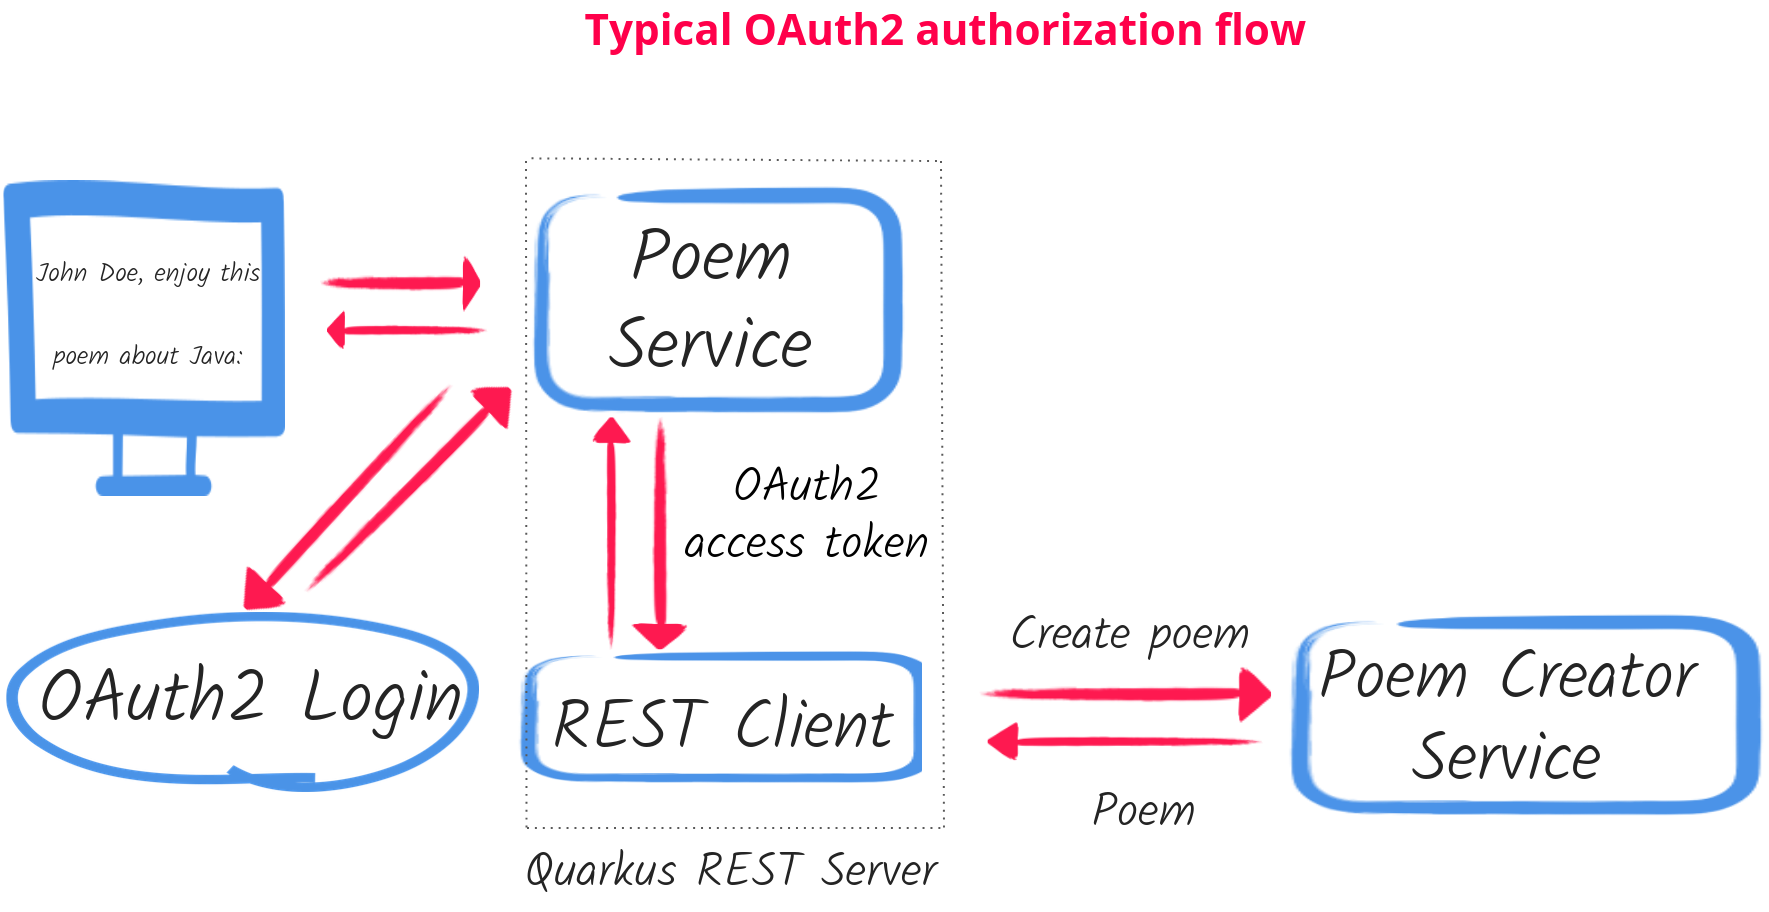 Typical OAuth2 authorization flow
John Doe, enjoy this
poem about Java:
Poem
Service
OAuth2
access token
OAuth2 Login
REST Client
Create poem
Poem
Poem Creator
Service
Quarkus REST Server